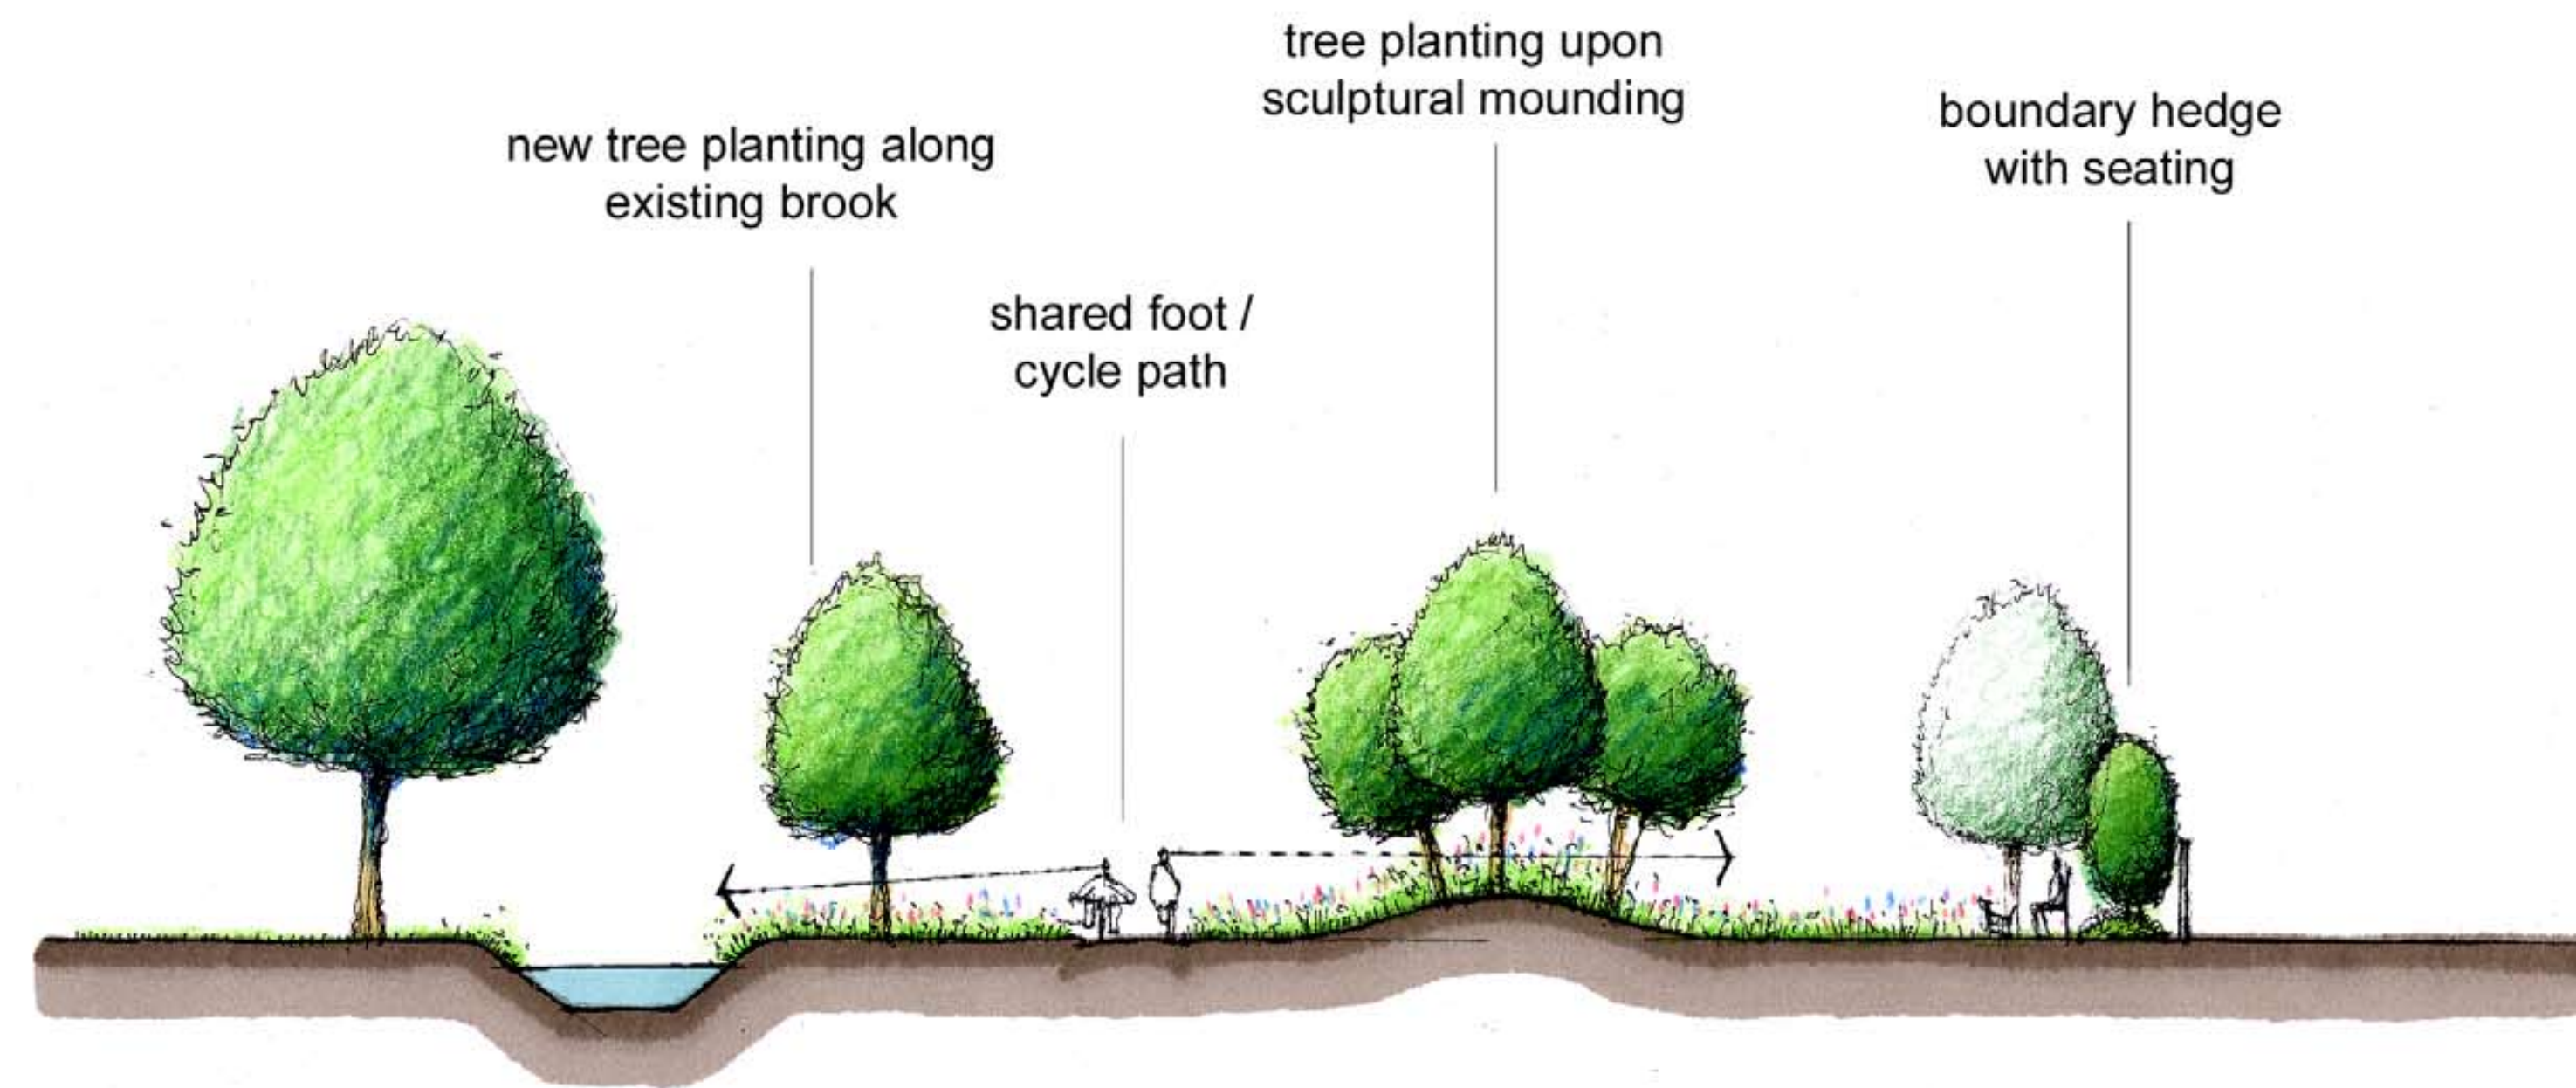 tree planting upon
sculptural mounding
boundary hedge
with seating
new tree planting along
existing brook
shared foot /
cycle path